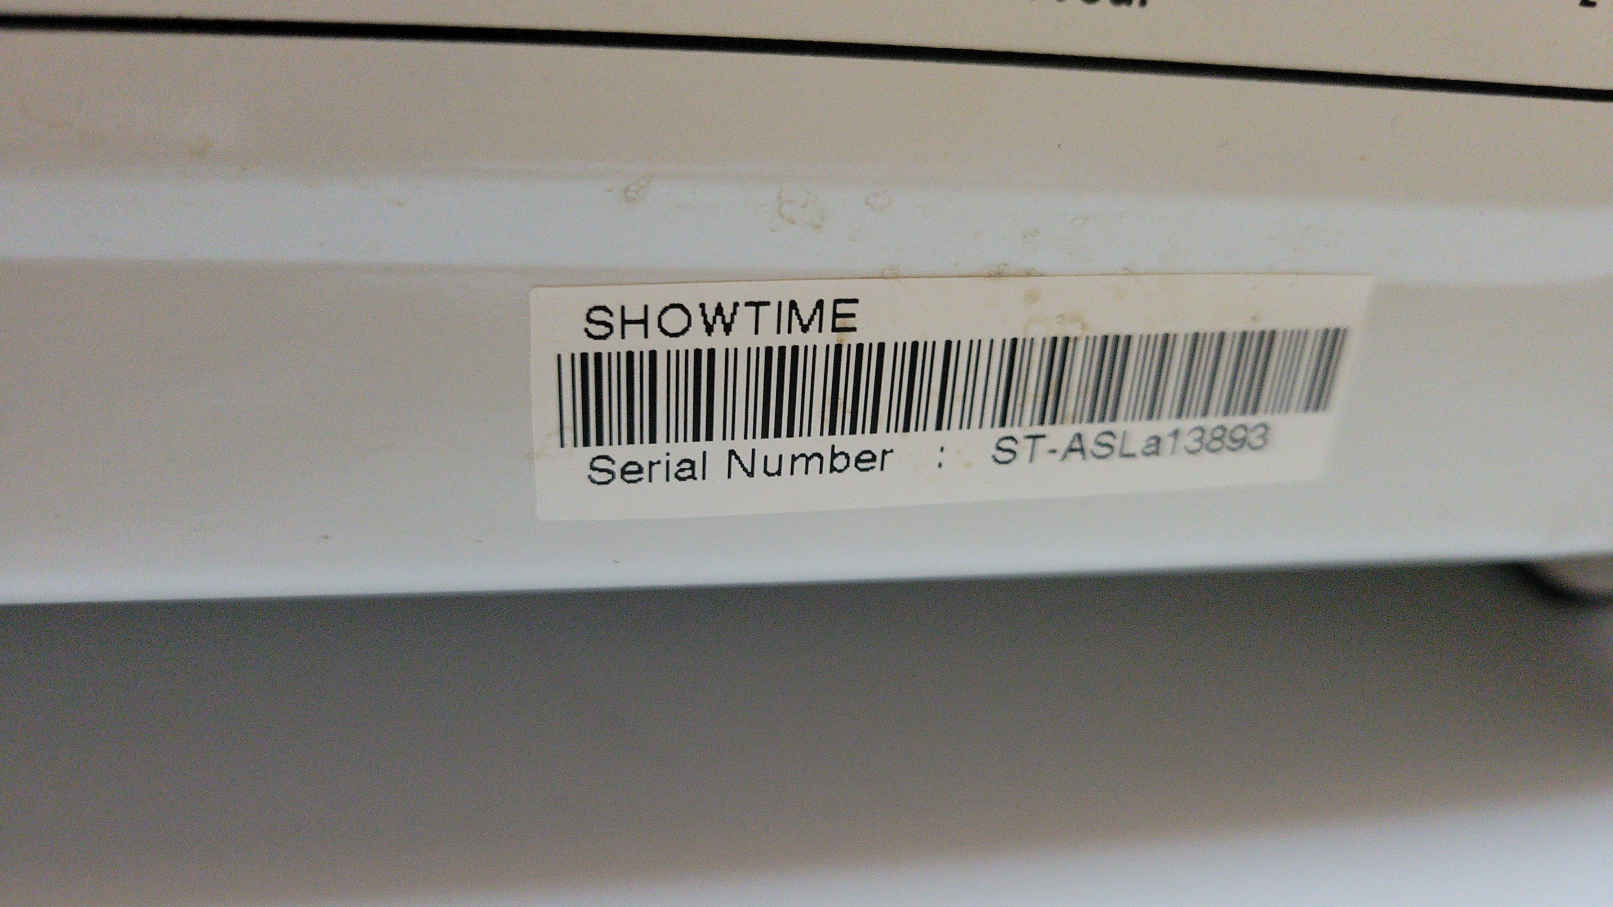 SHOWTIME
Serial Number : ST-ASLa13893